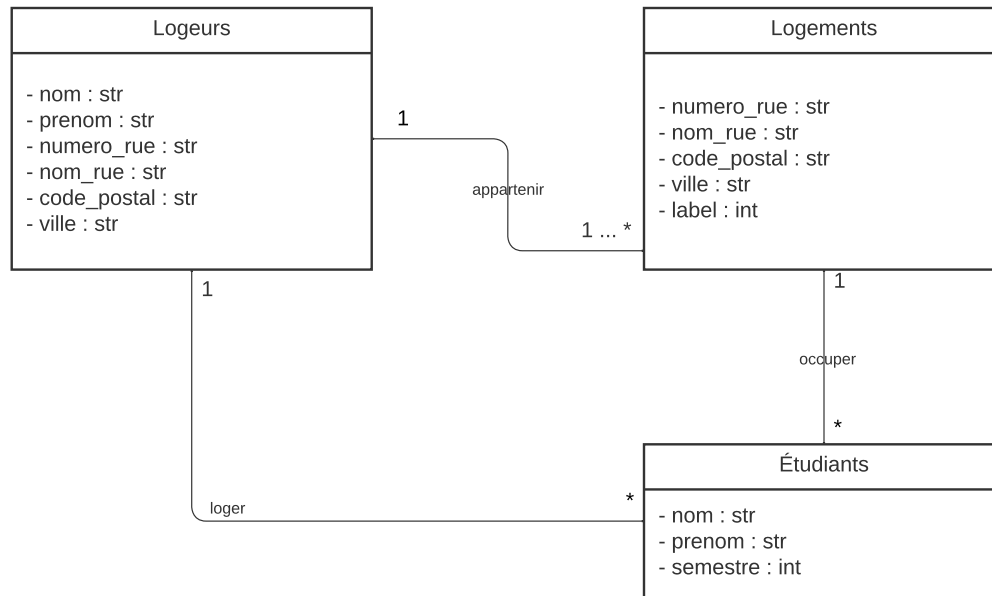 Logeurs
- nom : str
- prenom : str
- numero_rue : str
- nom_rue : str
- code_postal : str
- ville : str
1
appartenir
1 ... *
Logements
- numero_rue : str
- nom_rue : str
- code_postal : str
- ville : str
- label : int
1
loger
*
1
occuper
*
Étudiants
- nom : str
- prenom : str
- semestre : int